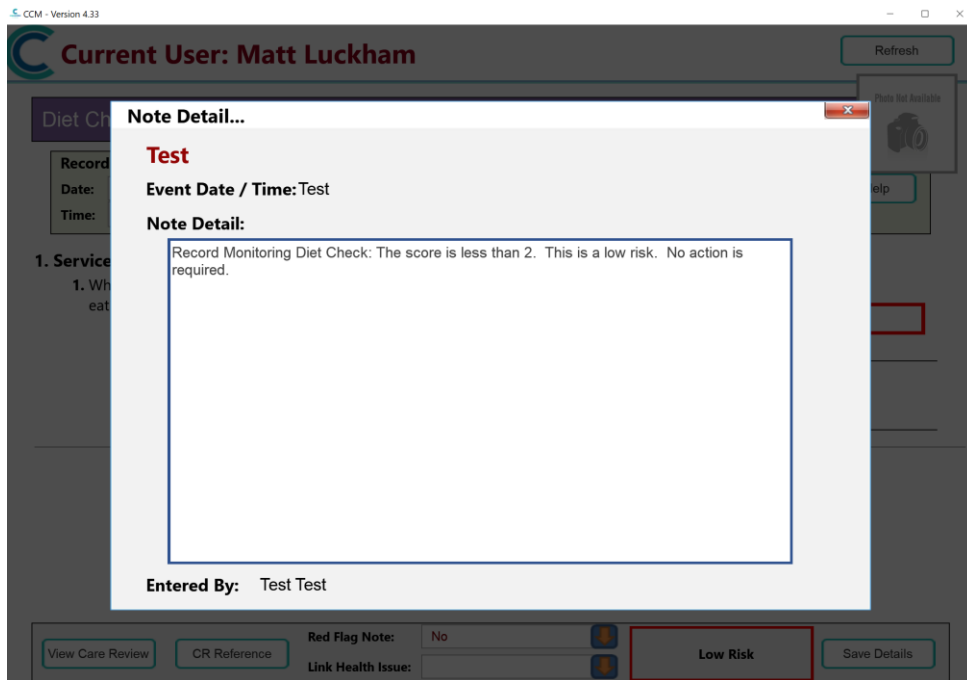 CCM - Version 4.33
Current User: Matt Luckham
Refresh
Photo Not Available
Diet Ch
Note Detail...
Record
Date:
Time:
elp
Test
Event Date / Time: Test
Note Detail:
Record Monitoring Diet Check: The score is less than 2. This is a low risk. No action is
required.
1. Service
1. Wh
eat
Entered By: Test Test
View Care Review
CR Reference
Red Flag Note: No
Link Health Issue:
Low Risk
Save Details